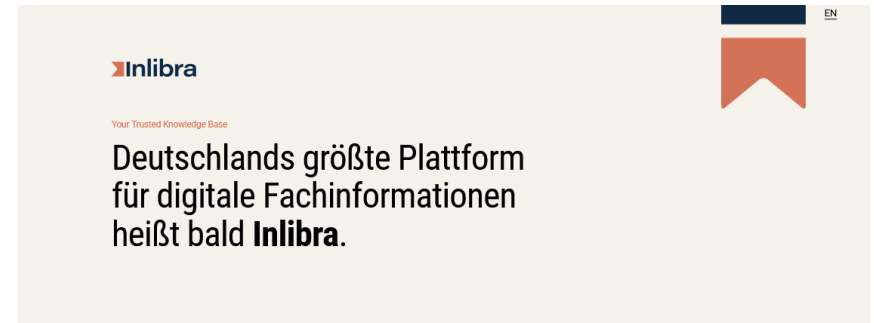 EN
Inlibra
Your Trusted Knowledge Base
Deutschlands größte Plattform
für digitale Fachinformationen
heißt bald Inlibra.